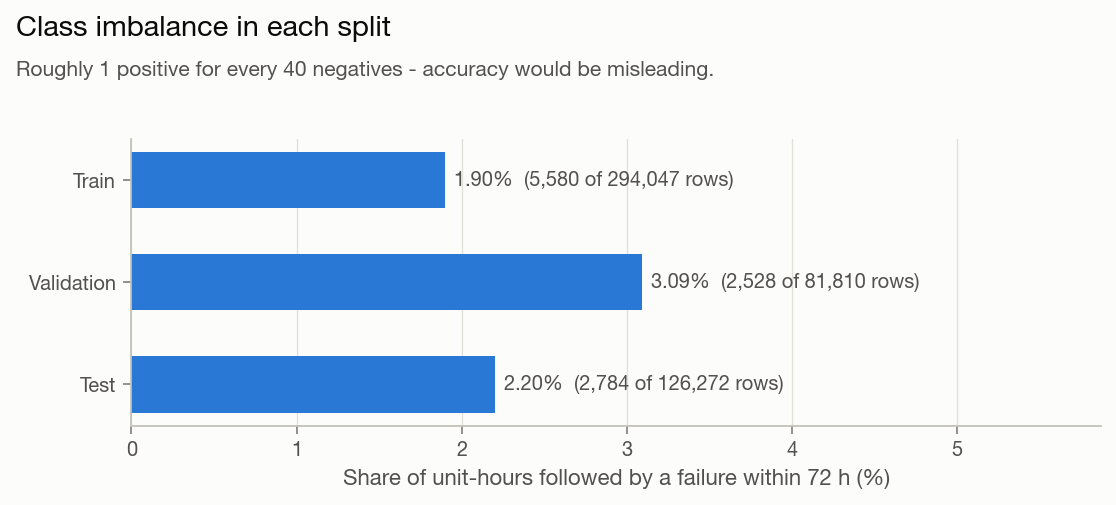 Class imbalance in each split
Roughly 1 positive for every 40 negatives - accuracy would be misleading.
Train 1.90% (5,580 of 294,047 rows)
Validation 3.09% (2,528 of 81,810 rows)
Test 2.20% (2,784 of 126,272 rows)
0 1 2 3 4 5
Share of unit-hours followed by a failure within 72 h (%)